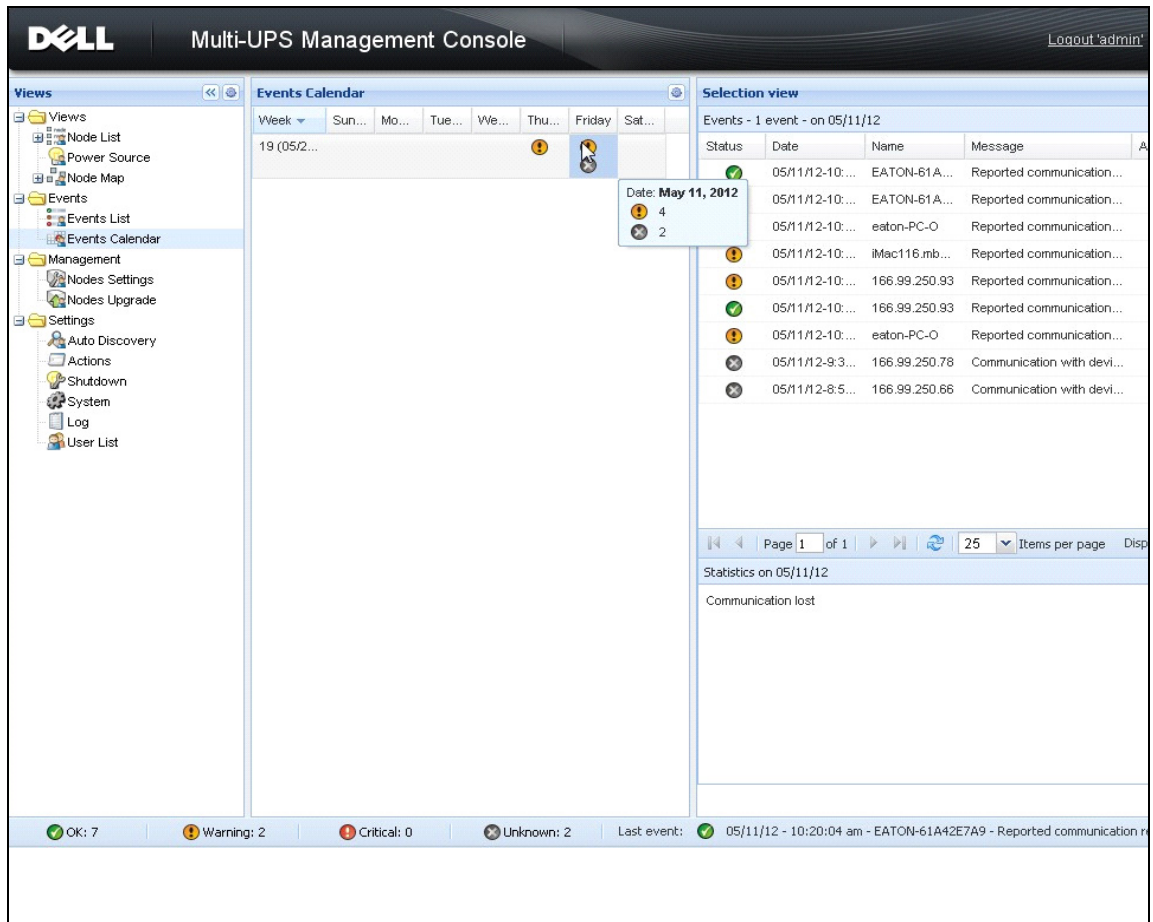 DELL
Multi-UPS Management Console
Logout 'admin'
Views
Views
Node List
Power Source
Node Map
Events
Events List
Events Calendar
Management
Nodes Settings
Nodes Upgrade
Settings
Auto Discovery
Actions
Shutdown
System
Log
User List
Events Calendar
Week Sun... Mo... Tue... We... Thu... Friday Sat...
19 (05/2...
Date: May 11, 2012
4
2
Selection view
Events - 1 event - on 05/11/12
Status Date Name Message A
05/11/12-10:... EATON-61A... Reported communication...
05/11/12-10:... EATON-61A... Reported communication...
05/11/12-10:... eaton-PC-O Reported communication...
05/11/12-10:... iMac116.mb... Reported communication...
05/11/12-10:... 166.99.250.93 Reported communication...
05/11/12-10:... 166.99.250.93 Reported communication...
05/11/12-10:... eaton-PC-O Reported communication...
05/11/12-9:3... 166.99.250.78 Communication with devi...
05/11/12-8:5... 166.99.250.66 Communication with devi...
Page 1 of 1 25 Items per page Disp
Statistics on 05/11/12
Communication lost
OK: 7 Warning: 2 Critical: 0 Unknown: 2 Last event: 05/11/12 - 10:20:04 am - EATON-61A42E7A9 - Reported communication r